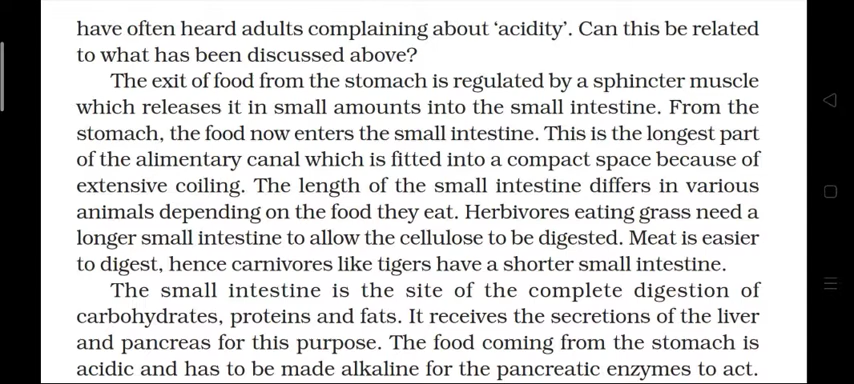 have often heard adults complaining about ‘acidity’. Can this be related
to what has been discussed above?
The exit of food from the stomach is regulated by a sphincter muscle
which releases it in small amounts into the small intestine. From the
stomach, the food now enters the small intestine. This is the longest part
of the alimentary canal which is fitted into a compact space because of
extensive coiling. The length of the small intestine differs in various
animals depending on the food they eat. Herbivores eating grass need a
longer small intestine to allow the cellulose to be digested. Meat is easier
to digest, hence carnivores like tigers have a shorter small intestine.
The small intestine is the site of the complete digestion of
carbohydrates, proteins and fats. It receives the secretions of the liver
and pancreas for this purpose. The food coming from the stomach is
acidic and has to be made alkaline for the pancreatic enzymes to act.